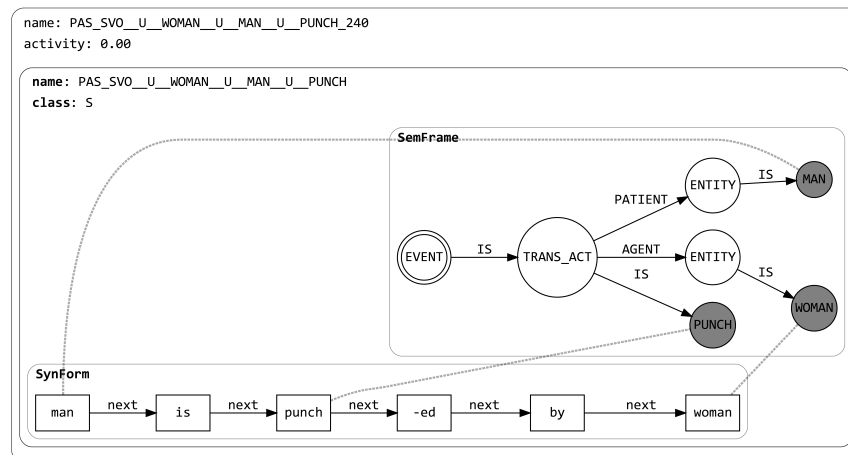 name: PAS_SVO__U__WOMAN__U__MAN__U__PUNCH_240
activity: 0.00
name: PAS_SVO__U__WOMAN__U__MAN__U__PUNCH
class: S
SemFrame
EVENT
IS
TRANS_ACT
PATIENT
ENTITY
IS
MAN
AGENT
ENTITY
IS
WOMAN
IS
PUNCH
SynForm
man next is next punch next -ed next by next woman